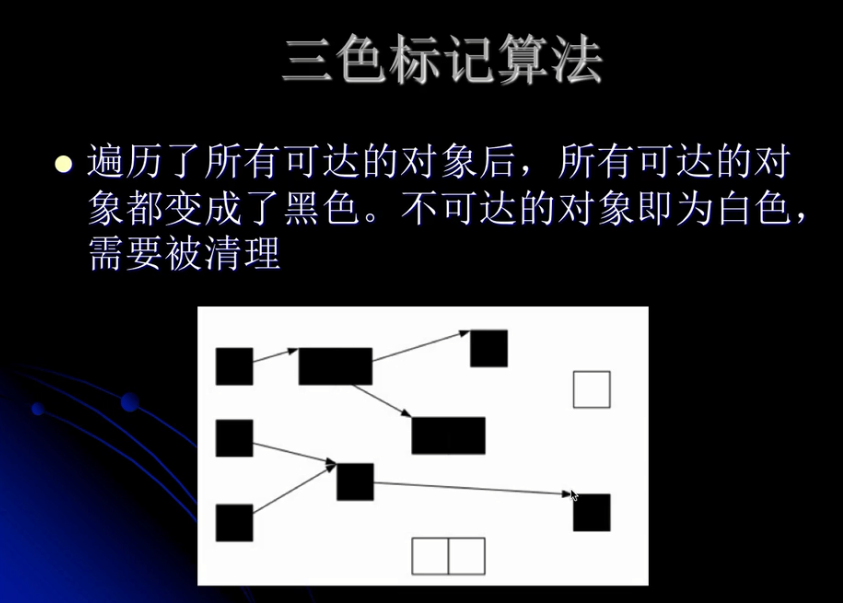 三色标记算法
遍历了所有可达的对象后，所有可达的对
象都变成了黑色。不可达的对象即为白色，
需要被清理